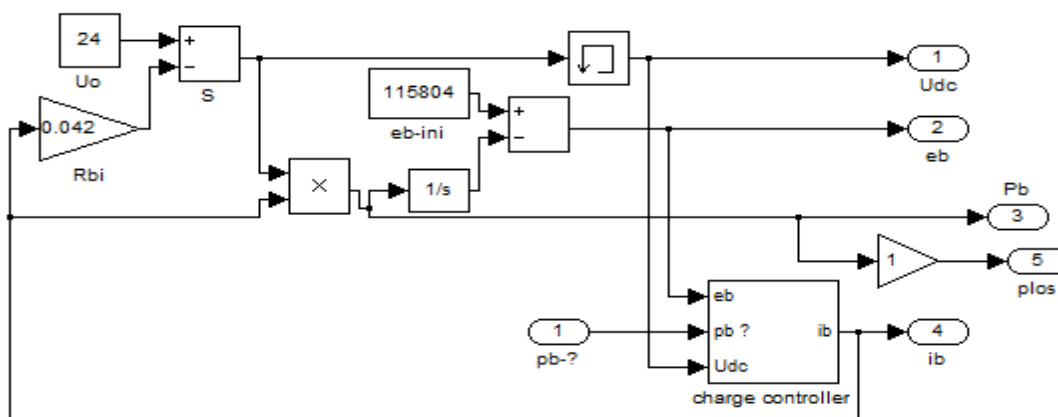 24
+
−
Uo
S
0.042
Rbi
115804
eb-ini
+
−
×
1/s
1
Udc
2
eb
Pb
3
1
5
plos
eb
pb ?
Udc
ib
charge controller
1
pb-?
4
ib